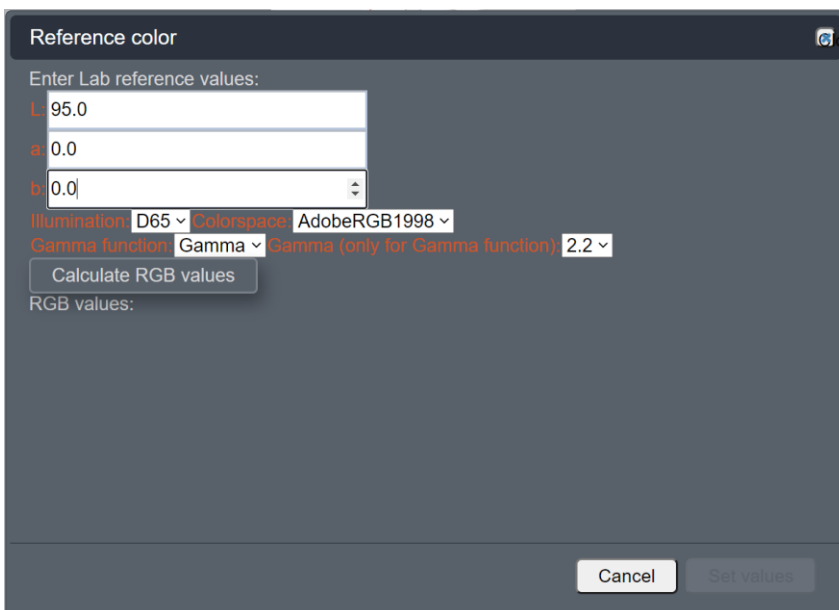 Reference color
Enter Lab reference values:
L: 95.0
a: 0.0
b: 0.0
Illumination: D65 Colorspace: AdobeRGB1998
Gamma function: Gamma Gamma (only for Gamma function): 2.2
Calculate RGB values
RGB values:
Cancel Set values